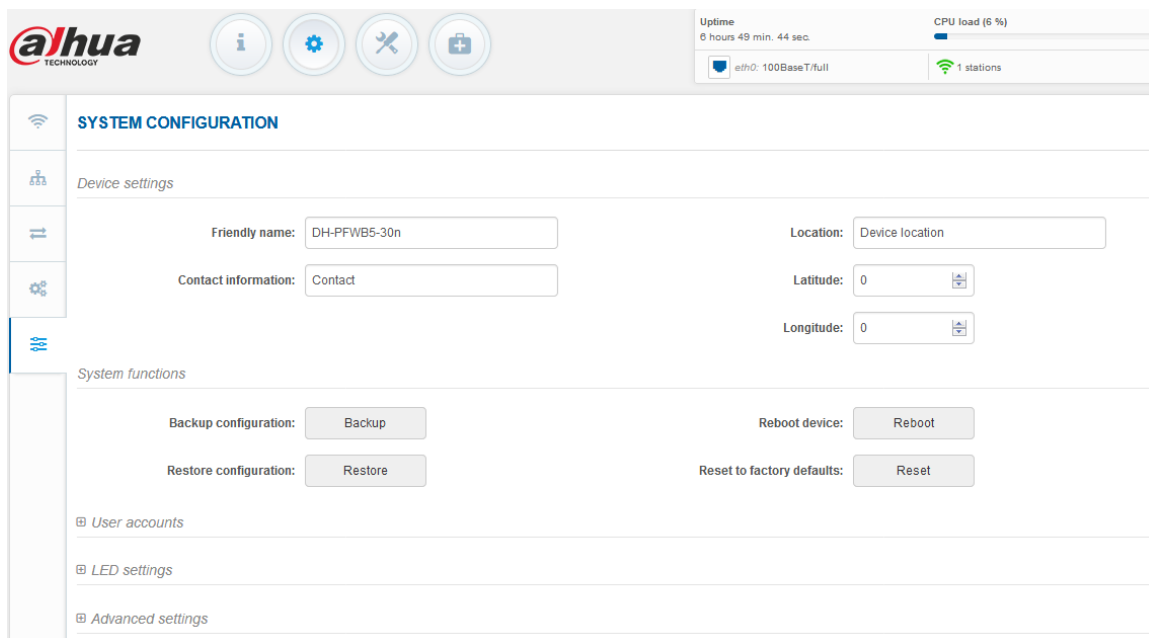 alhua
TECHNOLOGY
i
Uptime
6 hours 49 min. 44 sec.
CPU load (6 %)
eth0: 100BaseT/full
1 stations
SYSTEM CONFIGURATION
Device settings
Friendly name: DH-PFWB5-30n
Location: Device location
Contact information: Contact
Latitude: 0
Longitude: 0
System functions
Backup configuration: Backup
Reboot device: Reboot
Restore configuration: Restore
Reset to factory defaults: Reset
User accounts
LED settings
Advanced settings